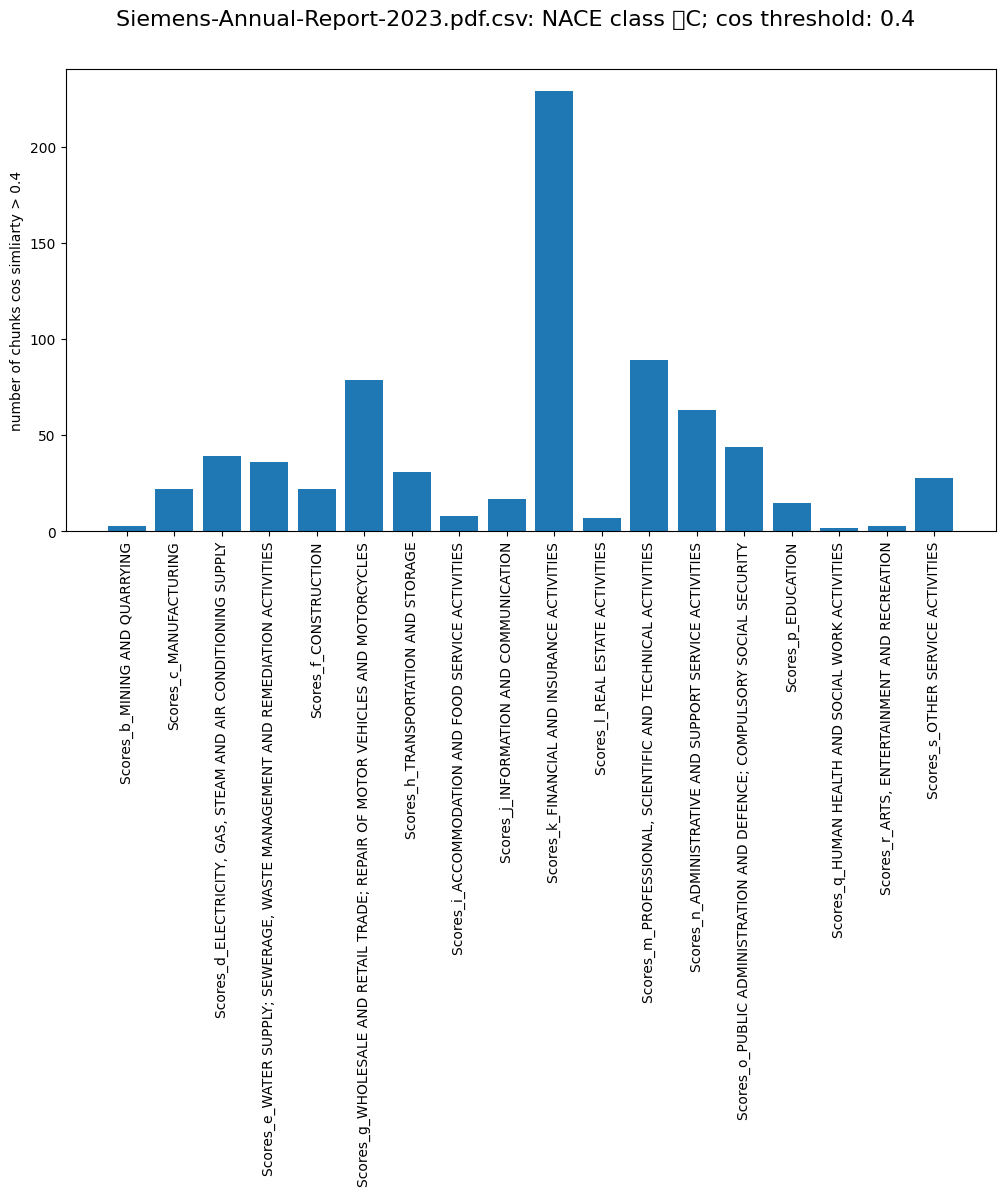 Siemens-Annual-Report-2023.pdf.csv: NACE class ▯C; cos threshold: 0.4
number of chunks cos simliarty > 0.4
200
150
100
50
0
Scores_b_MINING AND QUARRYING
Scores_c_MANUFACTURING
Scores_d_ELECTRICITY, GAS, STEAM AND AIR CONDITIONING SUPPLY
Scores_e_WATER SUPPLY; SEWERAGE, WASTE MANAGEMENT AND REMEDIATION ACTIVITIES
Scores_f_CONSTRUCTION
Scores_g_WHOLESALE AND RETAIL TRADE; REPAIR OF MOTOR VEHICLES AND MOTORCYCLES
Scores_h_TRANSPORTATION AND STORAGE
Scores_i_ACCOMMODATION AND FOOD SERVICE ACTIVITIES
Scores_j_INFORMATION AND COMMUNICATION
Scores_k_FINANCIAL AND INSURANCE ACTIVITIES
Scores_l_REAL ESTATE ACTIVITIES
Scores_m_PROFESSIONAL, SCIENTIFIC AND TECHNICAL ACTIVITIES
Scores_n_ADMINISTRATIVE AND SUPPORT SERVICE ACTIVITIES
Scores_o_PUBLIC ADMINISTRATION AND DEFENCE; COMPULSORY SOCIAL SECURITY
Scores_p_EDUCATION
Scores_q_HUMAN HEALTH AND SOCIAL WORK ACTIVITIES
Scores_r_ARTS, ENTERTAINMENT AND RECREATION
Scores_s_OTHER SERVICE ACTIVITIES